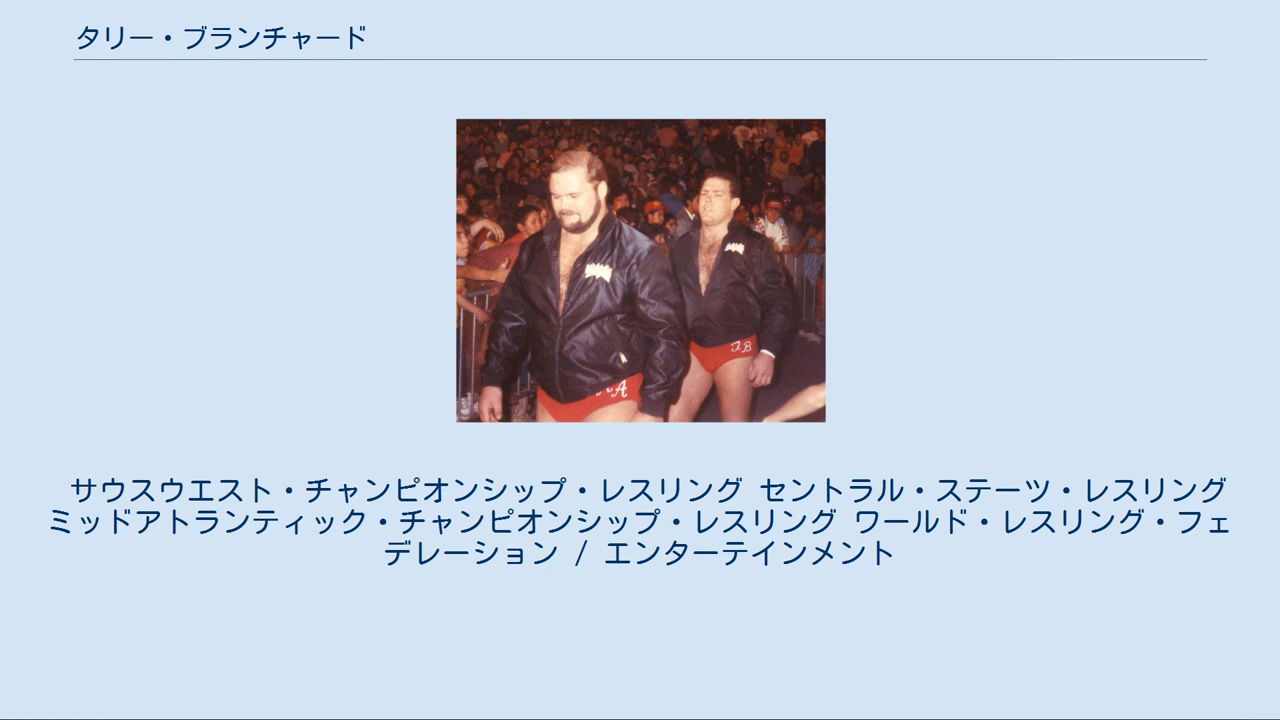 タリー・ブランチャード
T.B
サウスウエスト・チャンピオンシップ・レスリング セントラル・ステーツ・レスリング
ミッドアトランティック・チャンピオンシップ・レスリング ワールド・レスリング・フェ
デレーション / エンターテインメント